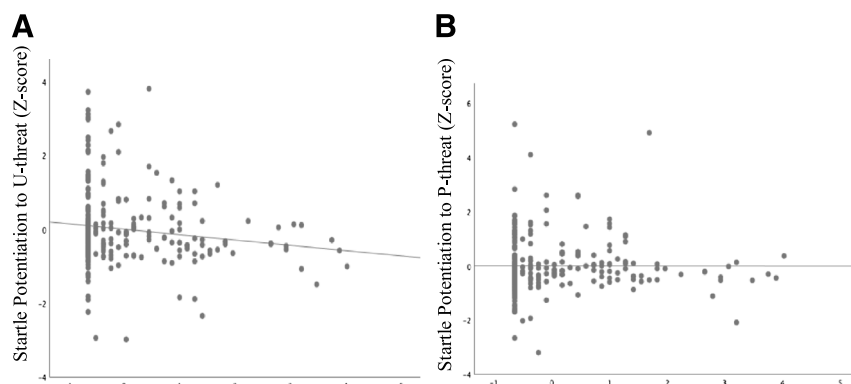 A
B
Startle Potentiation to U-threat (Z-score)
4
2
0
−2
−4
Startle Potentiation to P-threat (Z-score)
6
4
2
0
−2
−4